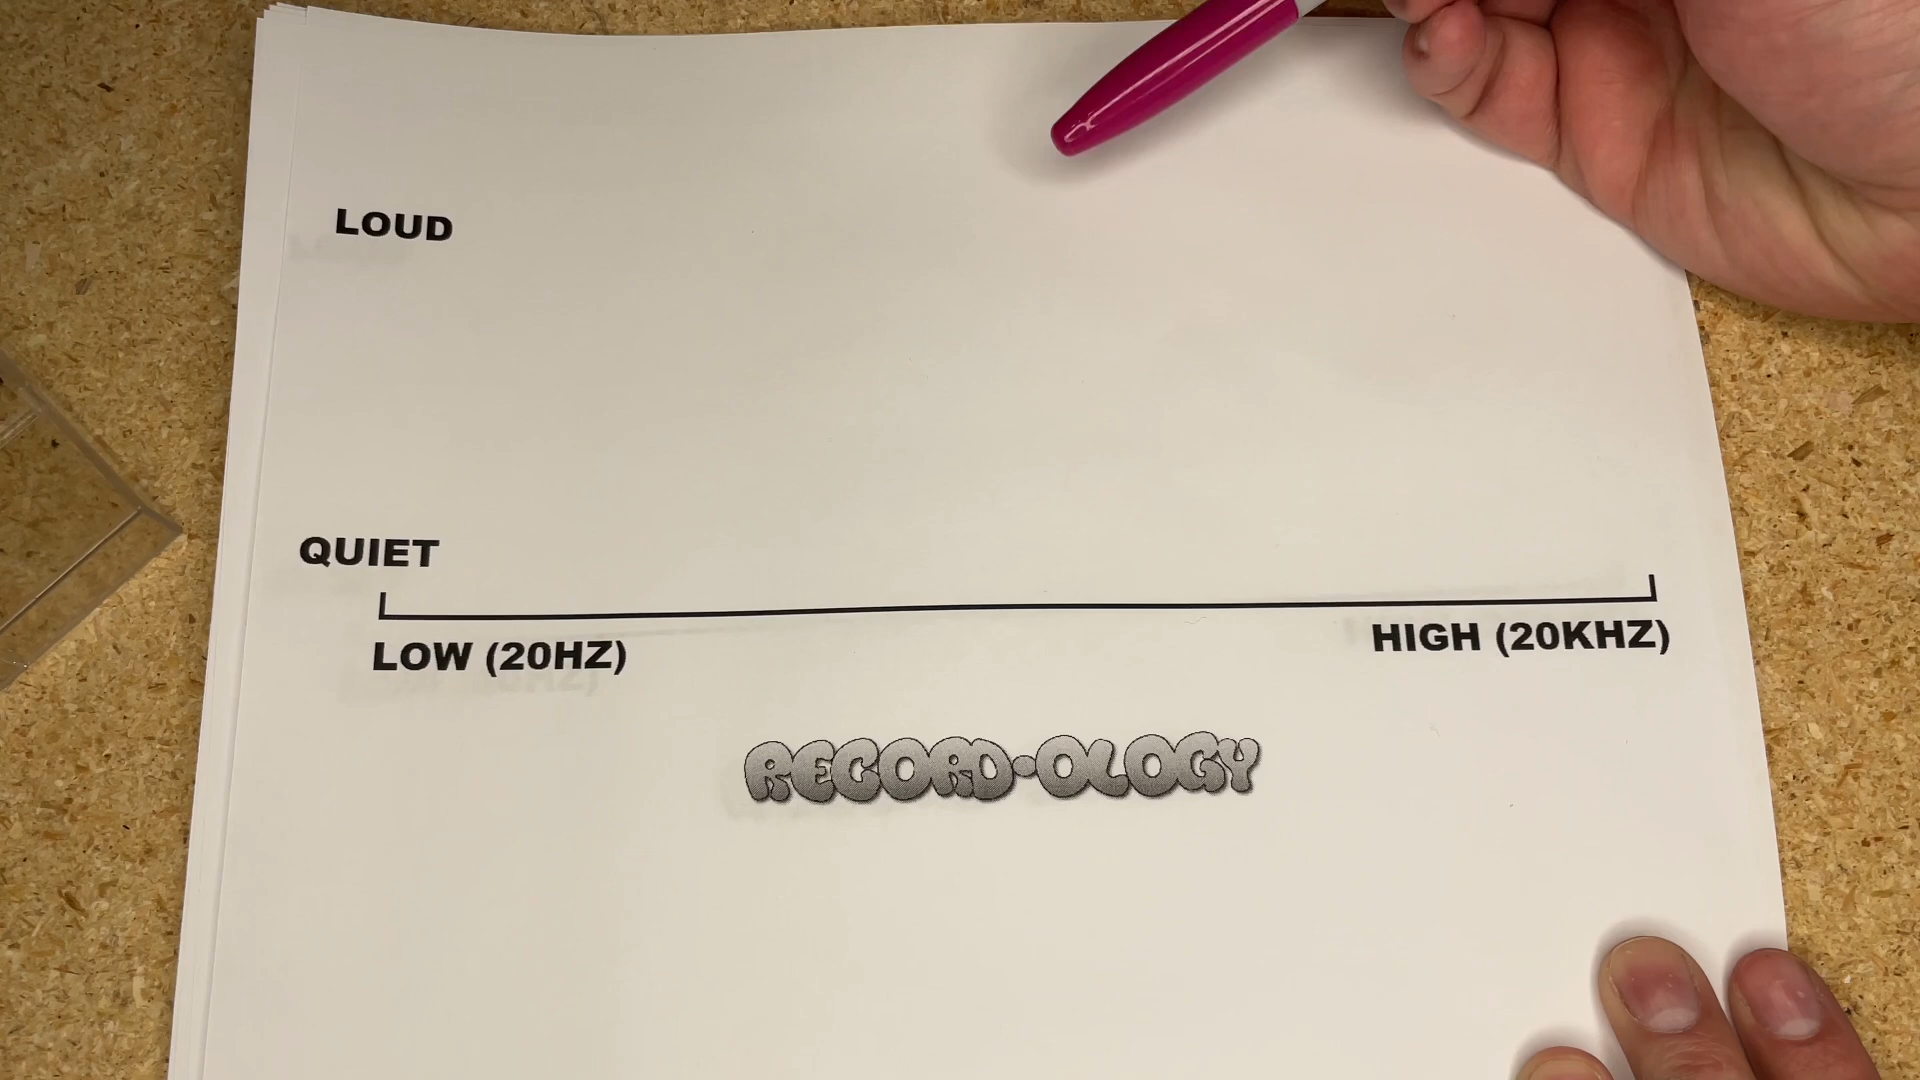 LOUD
QUIET
LOW (20HZ)
HIGH (20KHZ)
RECORD•OLOGY